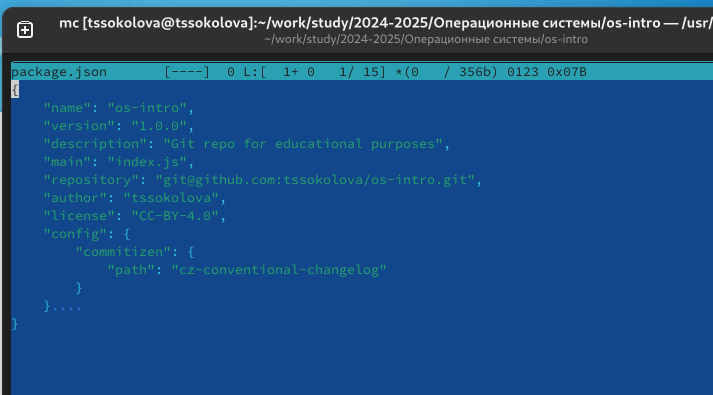 mc [tssokolova@tssokolova]:~/work/study/2024-2025/Операционные системы/os-intro — /usr/
~/work/study/2024-2025/Операционные системы/os-intro
package.json       [----]  0 L:[  1+ 0   1/ 15] *(0   / 356b) 0123 0x07B
{
    "name": "os-intro",
    "version": "1.0.0",
    "description": "Git repo for educational purposes",
    "main": "index.js",
    "repository": "git@github.com:tssokolova/os-intro.git",
    "author": "tssokolova",
    "license": "CC-BY-4.0",
    "config": {
        "commitizen": {
            "path": "cz-conventional-changelog"
        }
    }....
}